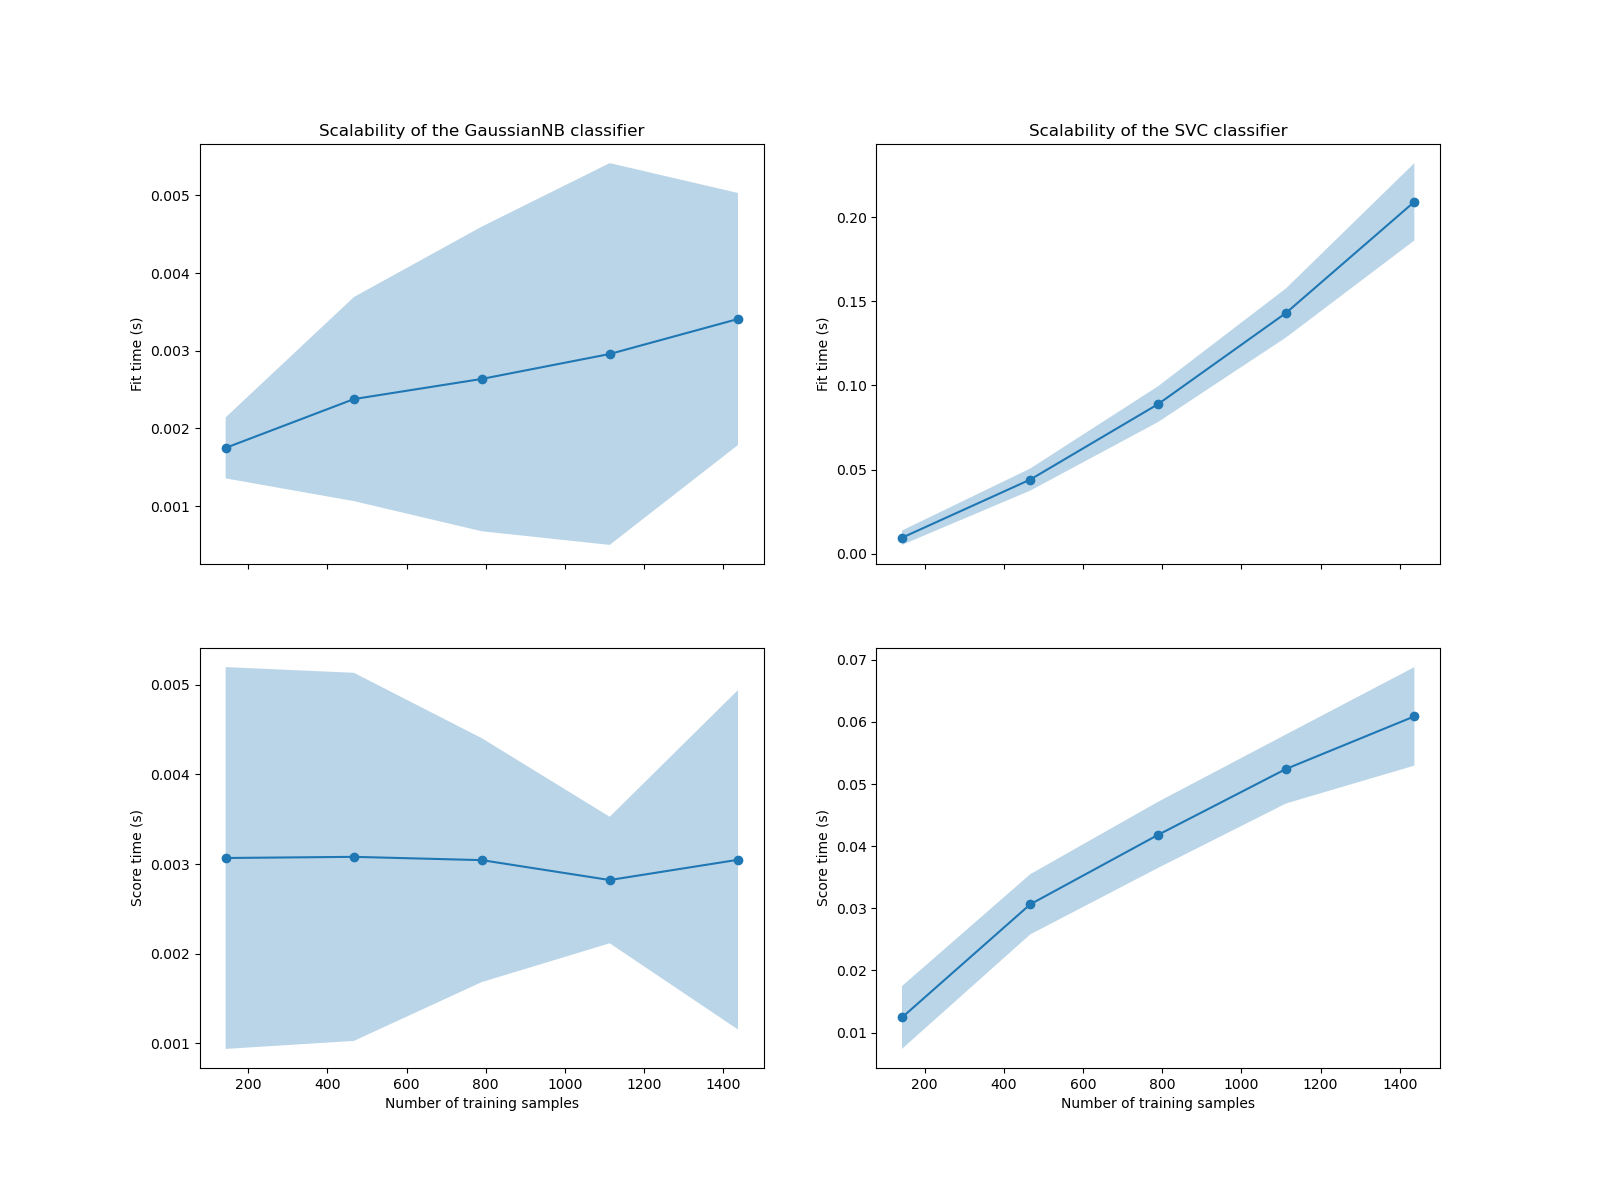 Scalability of the GaussianNB classifier
0.005
0.004
0.003
0.002
0.001
Fit time (s)
Scalability of the SVC classifier
0.20
0.15
0.10
0.05
0.00
Fit time (s)
0.005
0.004
0.003
0.002
0.001
Score time (s)
200 400 600 800 1000 1200 1400
Number of training samples
0.07
0.06
0.05
0.04
0.03
0.02
0.01
Score time (s)
200 400 600 800 1000 1200 1400
Number of training samples